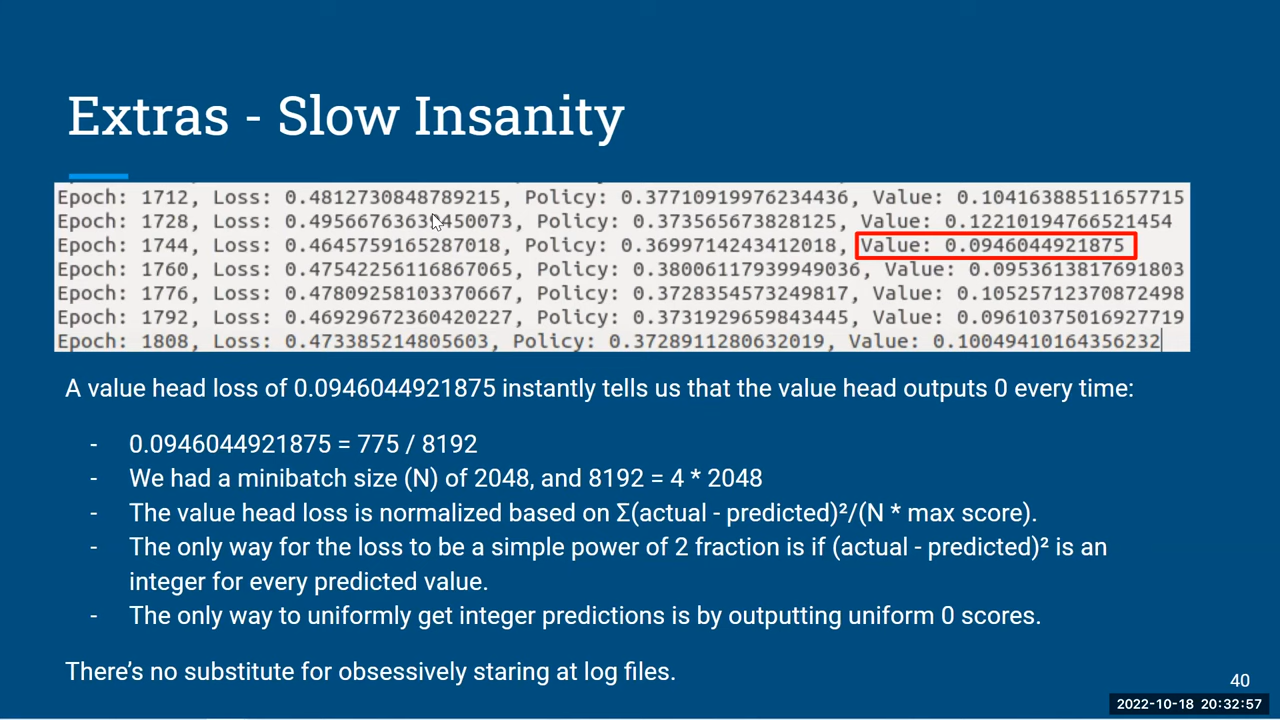 Extras - Slow Insanity
Epoch: 1712, Loss: 0.4812730848789215, Policy: 0.37710919976234436, Value: 0.10416388511657715
Epoch: 1728, Loss: 0.49566763639450073, Policy: 0.373565673828125, Value: 0.12210194766521454
Epoch: 1744, Loss: 0.4645759165287018, Policy: 0.3699714243412018, Value: 0.0946044921875
Epoch: 1760, Loss: 0.47542256116867065, Policy: 0.38006117939949036, Value: 0.0953613817691803
Epoch: 1776, Loss: 0.47809258103370667, Policy: 0.3728354573249817, Value: 0.10525712370872498
Epoch: 1792, Loss: 0.46929672360420227, Policy: 0.3731929659843445, Value: 0.09610375016927719
Epoch: 1808, Loss: 0.473385214805603, Policy: 0.3728911280632019, Value: 0.10049410164356232
A value head loss of 0.0946044921875 instantly tells us that the value head outputs 0 every time:
- 0.0946044921875 = 775 / 8192
- We had a minibatch size (N) of 2048, and 8192 = 4 * 2048
- The value head loss is normalized based on Σ(actual - predicted)²/(N * max score).
- The only way for the loss to be a simple power of 2 fraction is if (actual - predicted)² is an
integer for every predicted value.
- The only way to uniformly get integer predictions is by outputting uniform 0 scores.
There's no substitute for obsessively staring at log files.
40
2022-10-18 20:32:57